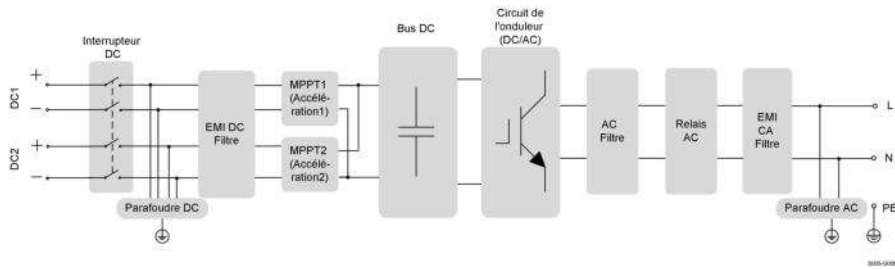 Interrupteur
DC
Bus DC
Circuit de
l'onduleur
(DC/AC)
DC1
+
−
DC2
+
−
EMI DC
Filtre
MPPT1
(Accélé-
ration1)
MPPT2
(Accélé-
ration2)
AC
Filtre
Relais
AC
EMI
CA
Filtre
L
N
PE
Parafoudre DC
Parafoudre AC